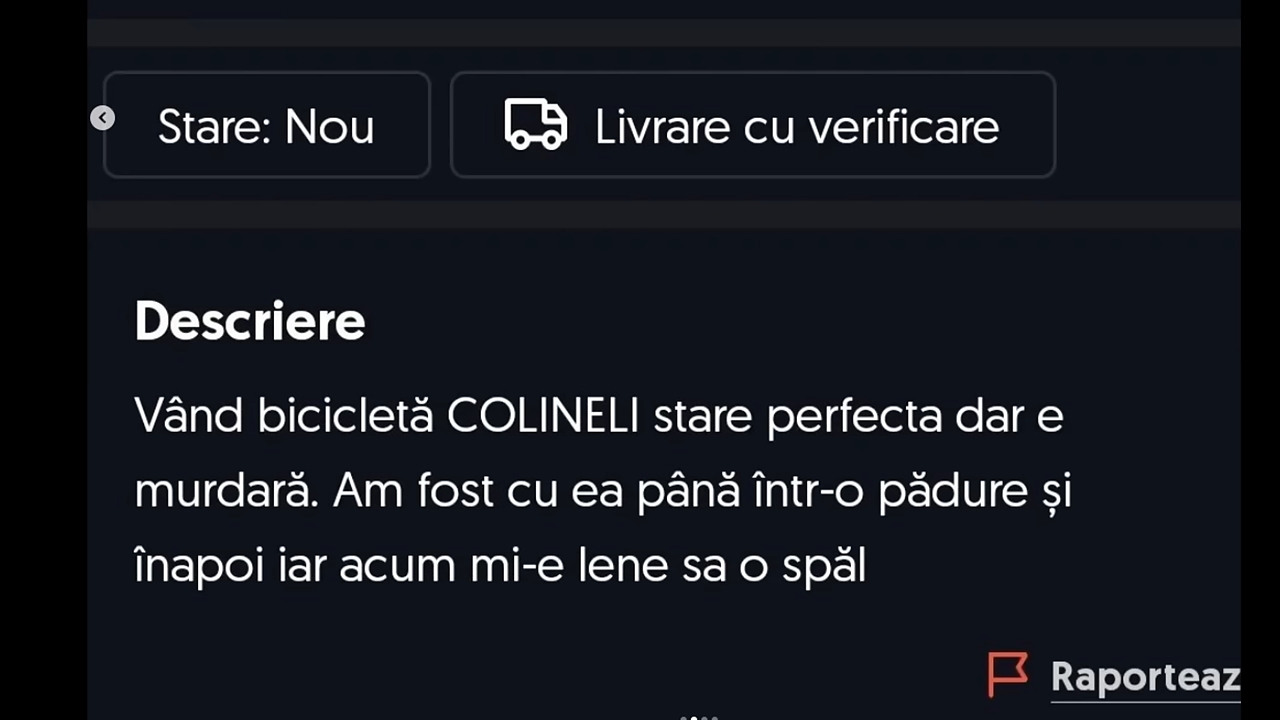 Stare: Nou
Livrare cu verificare
Descriere
Vând bicicletă COLINELI stare perfecta dar e
murdară. Am fost cu ea până într-o pădure și
înapoi iar acum mi-e lene sa o spăl
Raporteaz